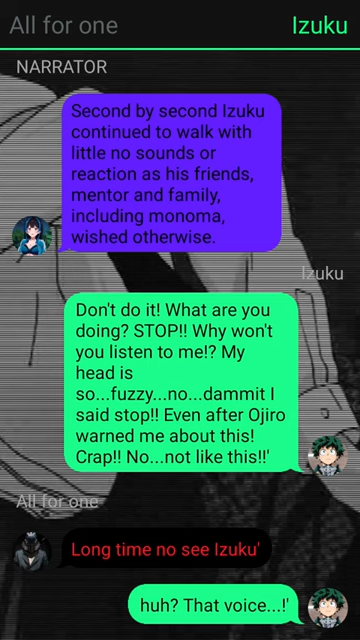 All for one
Izuku
NARRATOR
Second by second Izuku
continued to walk with
little no sounds or
reaction as his friends,
mentor and family,
including monoma,
wished otherwise.
Izuku
Don't do it! What are you
doing? STOP!! Why won't
you listen to me!? My
head is
so...fuzzy...no...dammit I
said stop!! Even after Ojiro
warned me about this!
Crap!! No...not like this!!'
All for one
Long time no see Izuku'
huh? That voice...!'